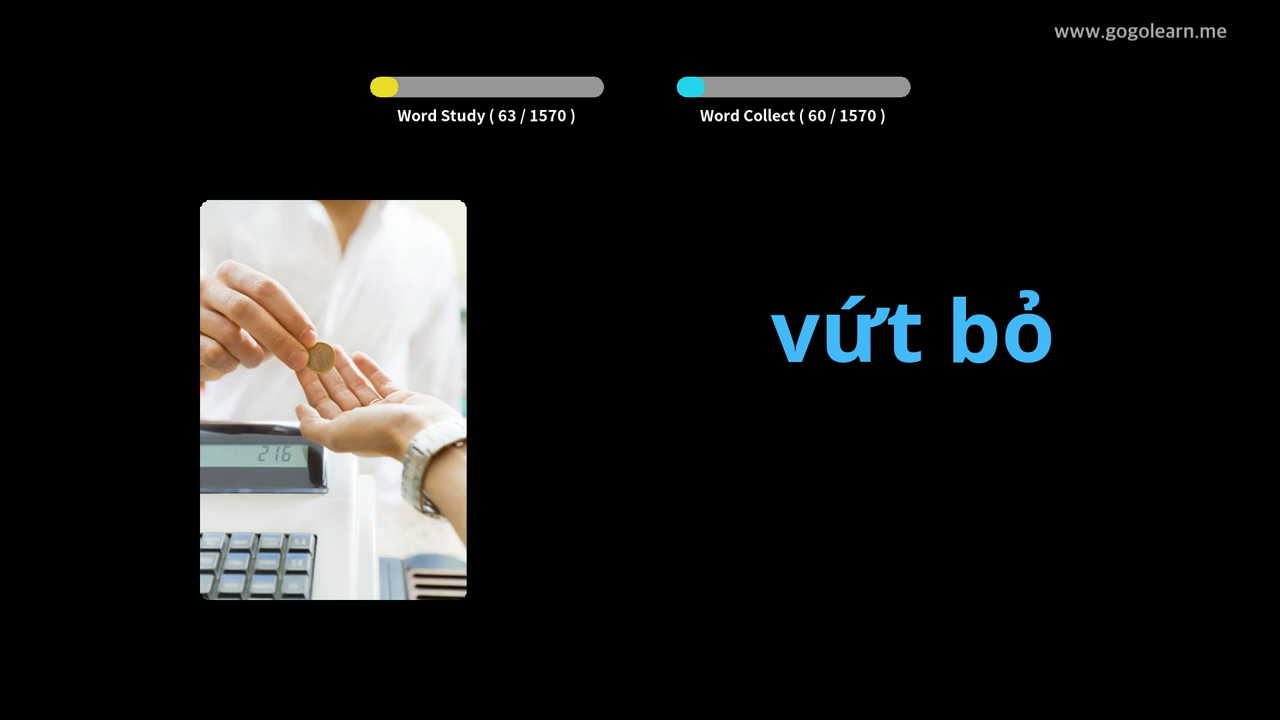 www.gogolearn.me
Word Study ( 63 / 1570 )
Word Collect ( 60 / 1570 )
vứt bỏ
216